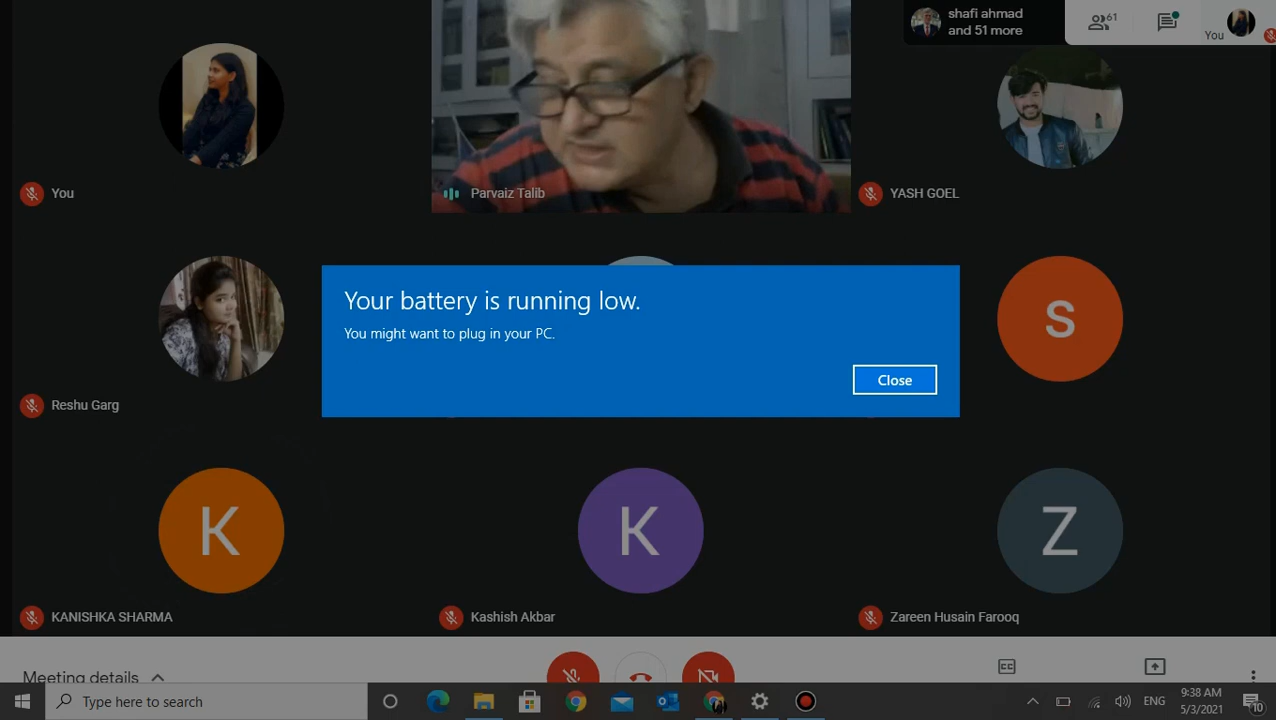 shafi ahmad
and 51 more
61
You
You
Parvaiz Talib
YASH GOEL
Your battery is running low.
You might want to plug in your PC.
Close
Reshu Garg
S
K
K
Z
KANISHKA SHARMA
Kashish Akbar
Zareen Husain Farooq
Meeting details
CC
Type here to search
ENG
9:38 AM
5/3/2021
10